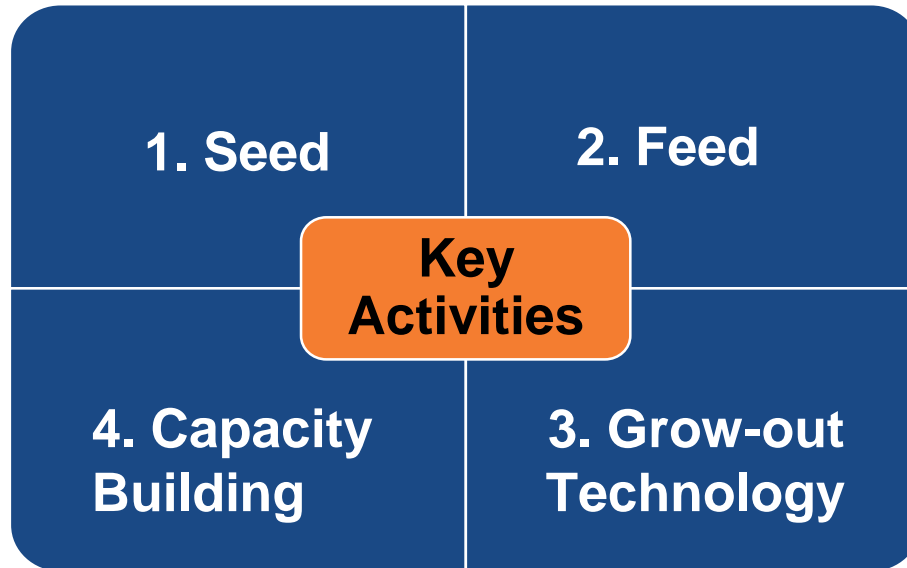 1. Seed
2. Feed
Key
Activities
4. Capacity
Building
3. Grow-out
Technology